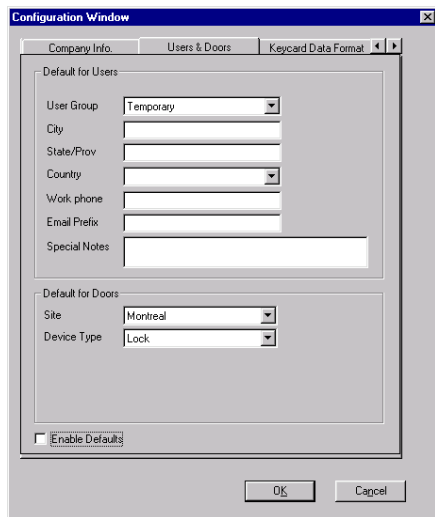 Configuration Window
Company Info. Users & Doors Keycard Data Format
Default for Users
User Group Temporary
City
State/Prov
Country
Work phone
Email Prefix
Special Notes
Default for Doors
Site Montreal
Device Type Lock
Enable Defaults
OK Cancel